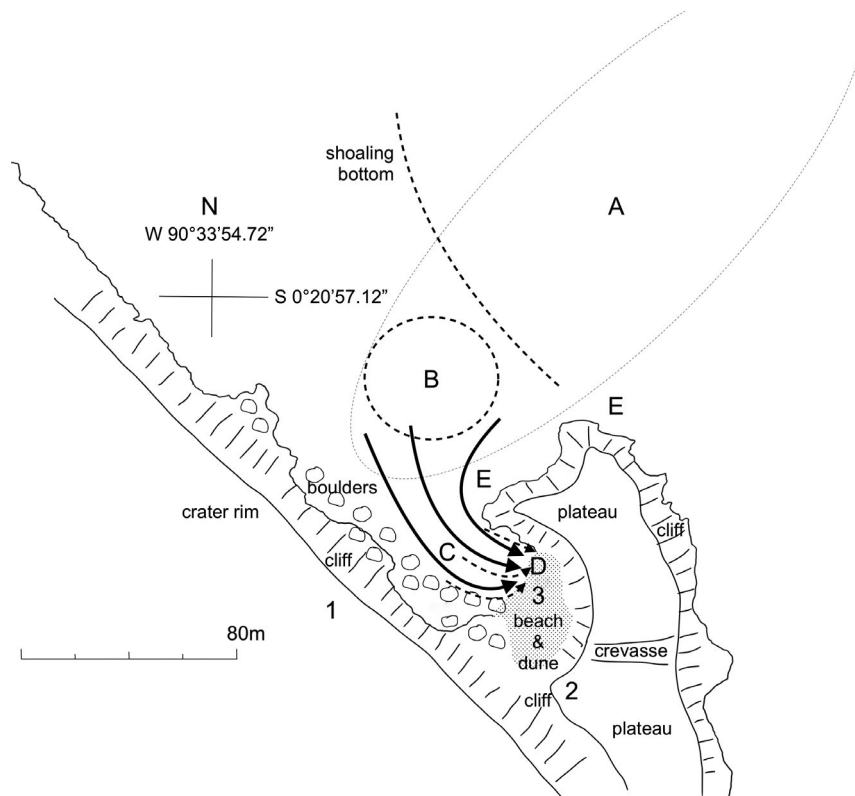 shoaling
bottom
A
N
W 90°33’54.72”
S 0°20’57.12”
B
E
E
boulders
plateau
crater rim
cliff
C
cliff
D
3
1
beach
&
dune
80m
crevasse
2
cliff
plateau